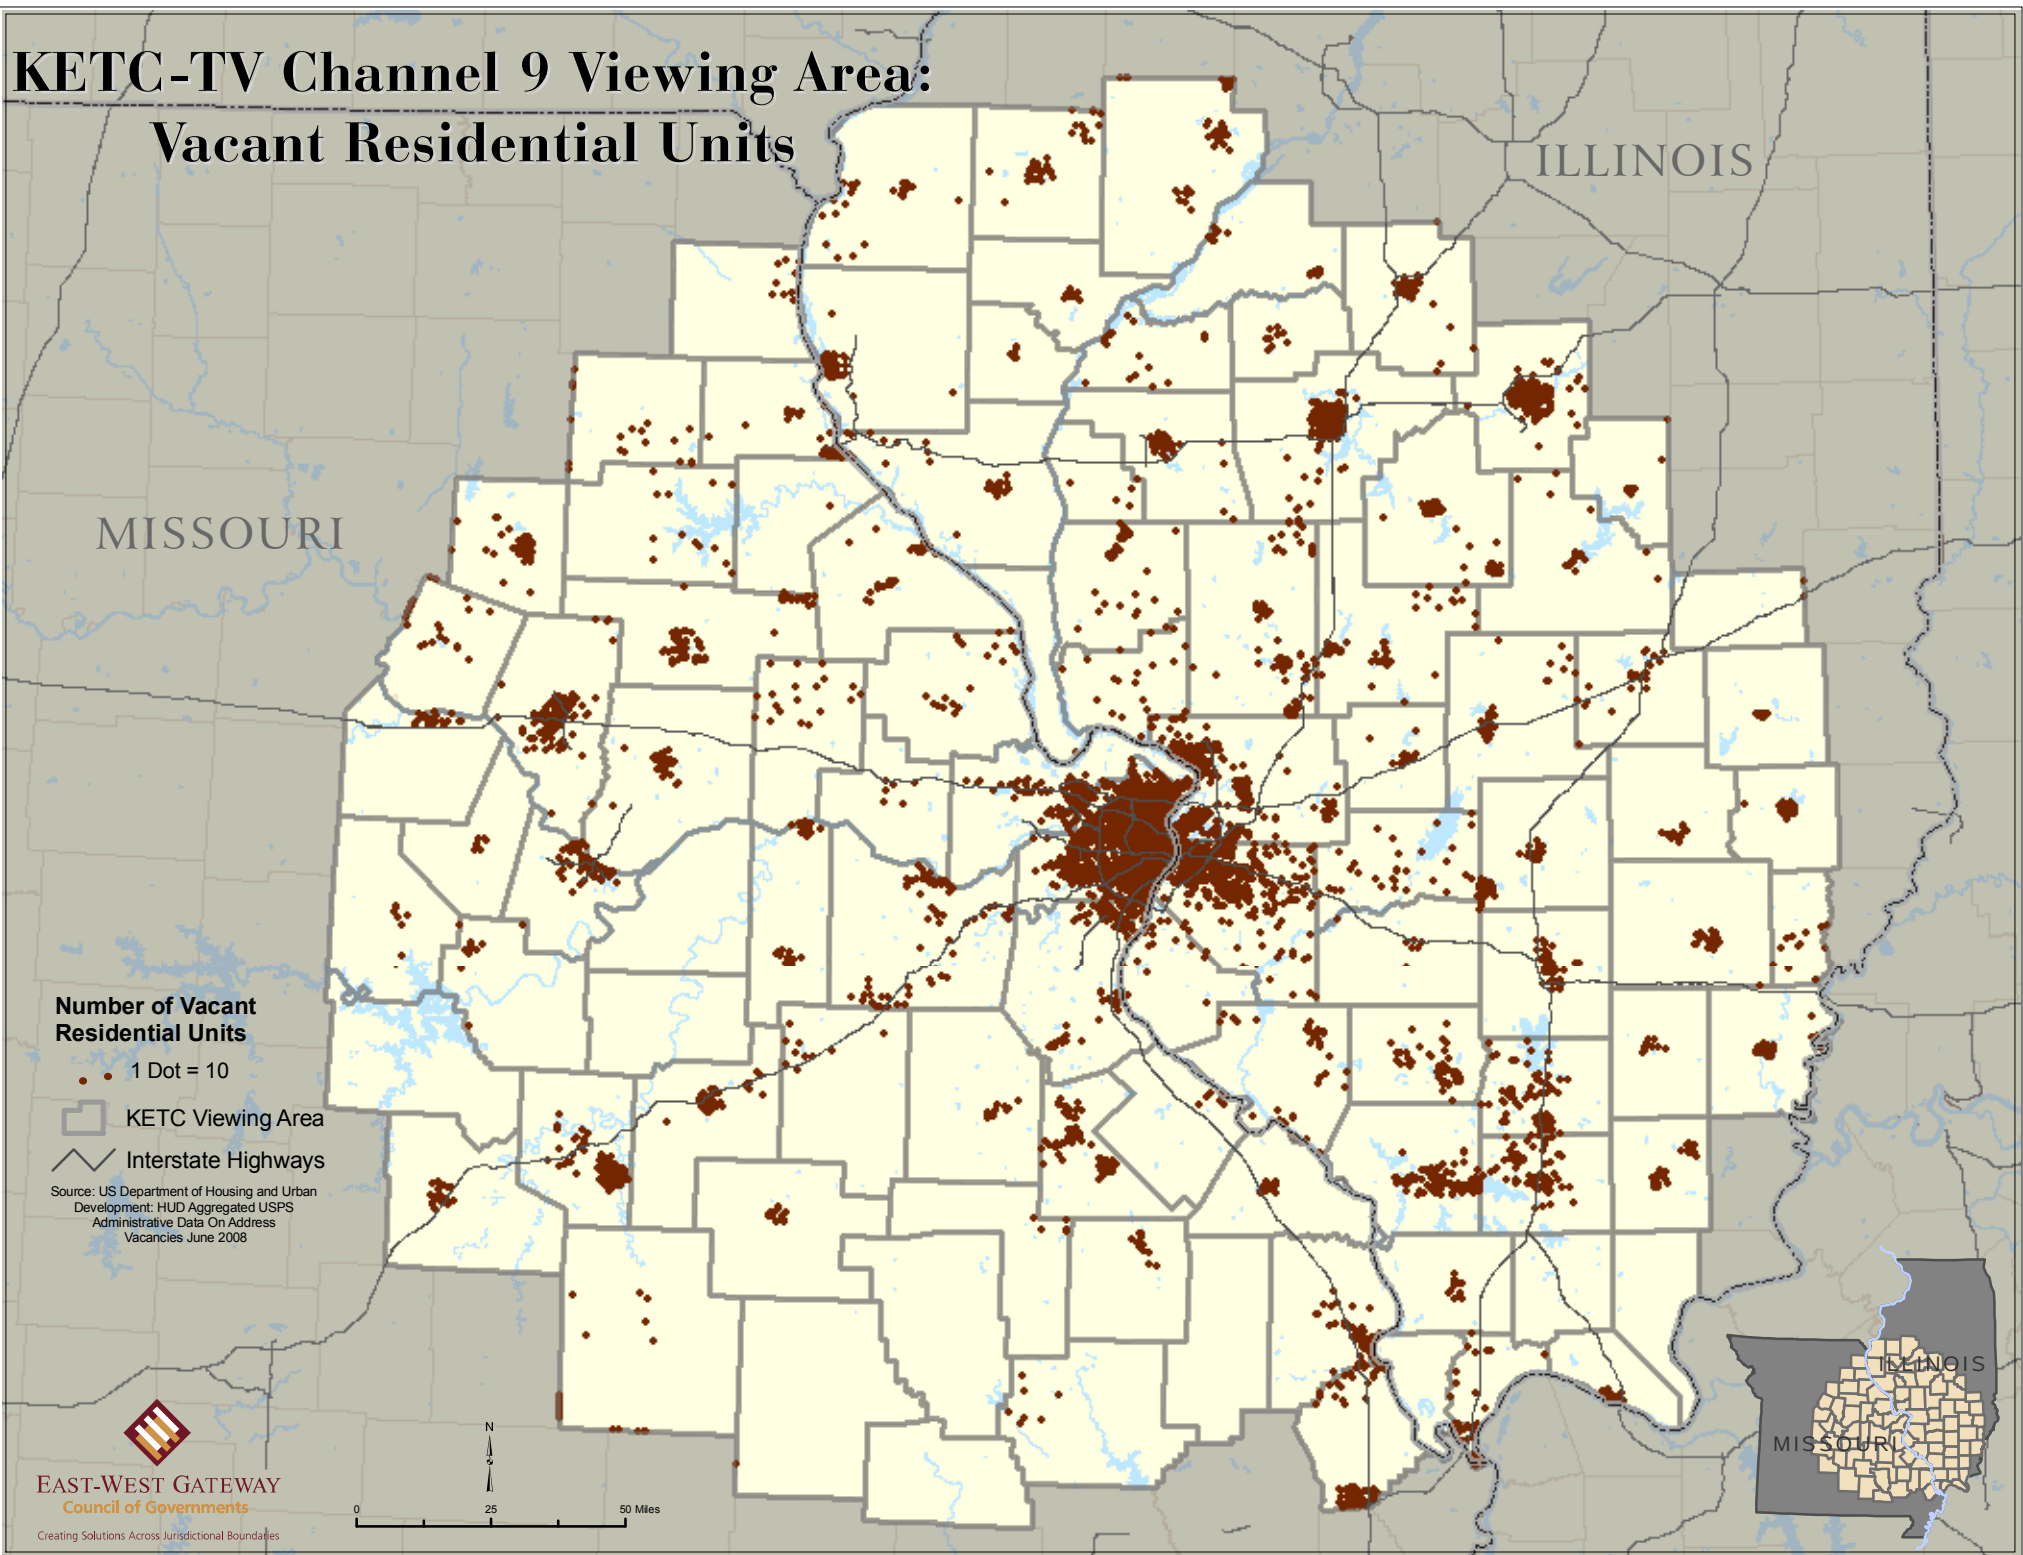 KETC-TV Channel 9 Viewing Area:
Vacant Residential Units
ILLINOIS
MISSOURI
Number of Vacant
Residential Units
1 Dot = 10
KETC Viewing Area
Interstate Highways
Source: US Department of Housing and Urban
Development: HUD Aggregated USPS
Administrative Data On Address
Vacancies June 2008
ILLINOIS
MISSOURI
N
EAST-WEST GATEWAY
Council of Governments
Creating Solutions Across Jurisdictional Boundaries
0 25 50 Miles